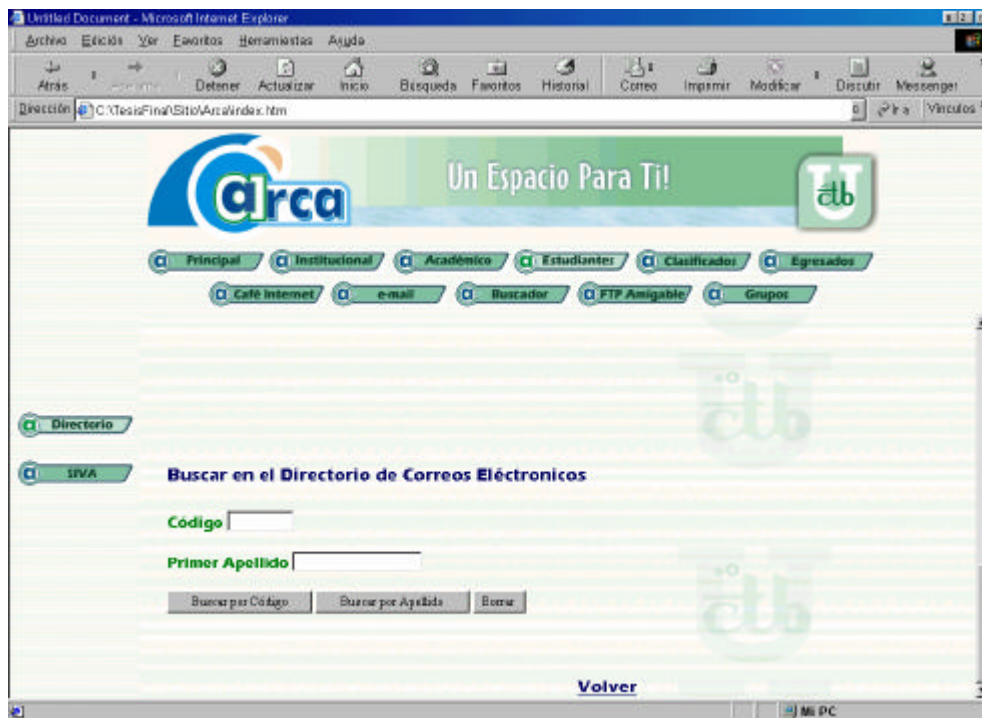 Untitled Document - Microsoft Internet Explorer
Archivo Edición Ver Favoritos Herramientas Ayuda
Atrás Detener Actualizar Inicio Búsqueda Favoritos Historial Correo Imprimir Modificar Discutir Messenger
Dirección C:\TesisFinal\Sitio\Arca\index.htm Ir a Vínculos
arca Un Espacio Para Ti! U ctb
Principal Institucional Académico Estudiantes Clasificados Egresados
Café Internet e-mail Buscador FTP Amigable Grupos
Directorio
SIVA Buscar en el Directorio de Correos Eléctronicos
Código
Primer Apellido
Buscar por Código Buscar por Apellido Borrar
Volver
Mi PC